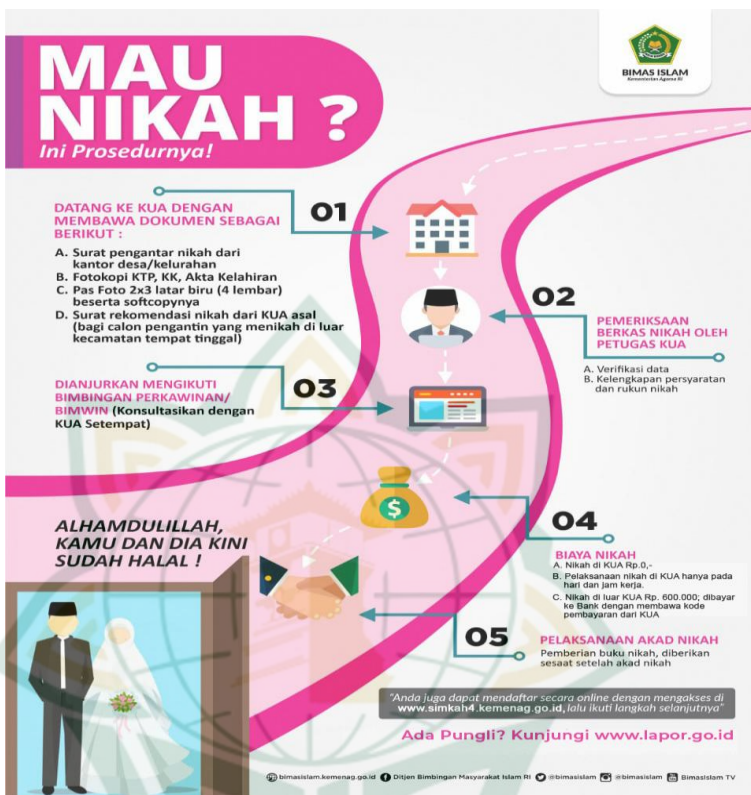 MAU
NIKAH ?
Ini Prosedurnya!
BIMAS ISLAM
Kementerian Agama RI
01
DATANG KE KUA DENGAN
MEMBAWA DOKUMEN SEBAGAI
BERIKUT :
A. Surat pengantar nikah dari
kantor desa/kelurahan
B. Fotokopi KTP, KK, Akta Kelahiran
C. Pas Foto 2x3 latar biru (4 lembar)
beserta softcopynya
D. Surat rekomendasi nikah dari KUA asal
(bagi calon pengantin yang menikah di luar
kecamatan tempat tinggal)
02
PEMERIKSAAN
BERKAS NIKAH OLEH
PETUGAS KUA
A. Verifikasi data
B. Kelengkapan persyaratan
dan rukun nikah
03
DIANJURKAN MENGIKUTI
BIMBINGAN PERKAWINAN/
BIMWIN (Konsultasikan dengan
KUA Setempat)
$
04
BIAYA NIKAH
A. Nikah di KUA Rp.0,-
B. Pelaksanaan nikah di KUA hanya pada
hari dan jam kerja.
C. Nikah di luar KUA Rp. 600.000; dibayar
ke Bank dengan membawa kode
pembayaran dari KUA
05
PELAKSANAAN AKAD NIKAH
Pemberian buku nikah, diberikan
sesaat setelah akad nikah
ALHAMDULILLAH,
KAMU DAN DIA KINI
SUDAH HALAL !
"Anda juga dapat mendaftar secara online dengan mengakses di
www.simkah4.kemenag.go.id, lalu ikuti langkah selanjutnya"
Ada Pungli? Kunjungi www.lapor.go.id
bimasislam.kemenag.go.id Ditjen Bimbingan Masyarakat Islam RI @bimasislam @bimasislam BimasIslam TV